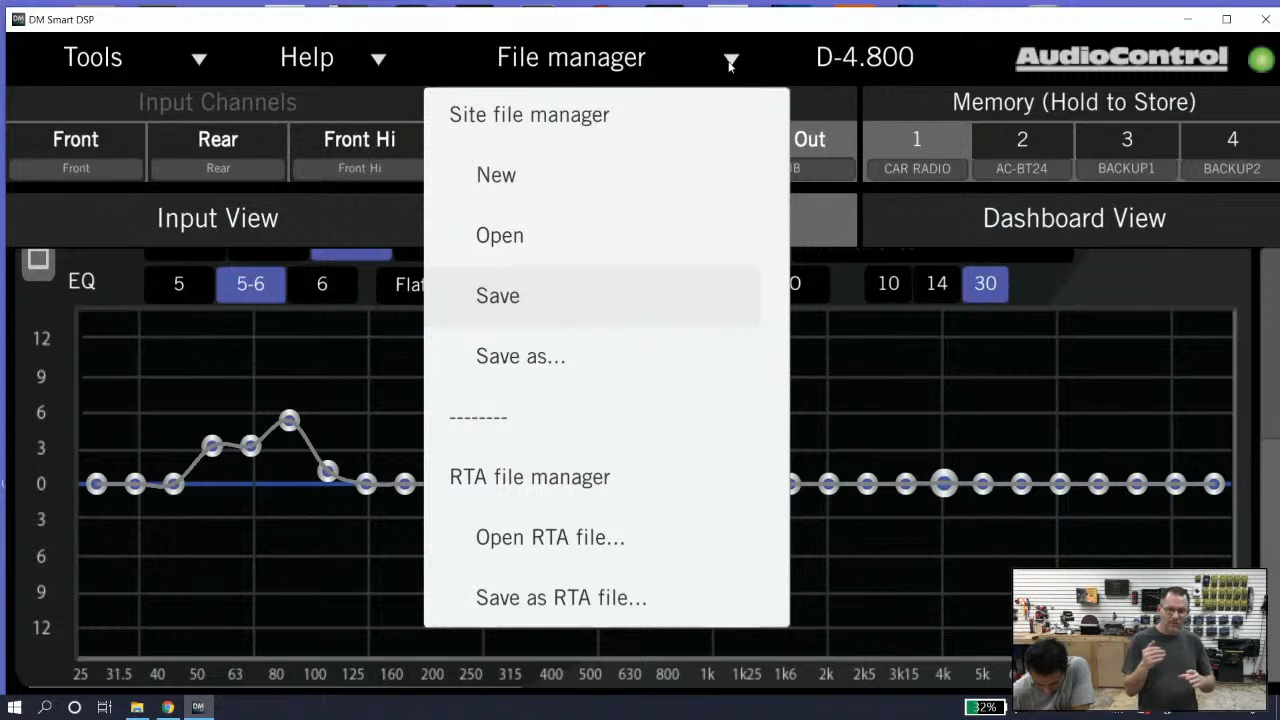 DM Smart DSP
Tools Help File manager D-4.800 AudioControl
Input Channels Memory (Hold to Store)
Front Rear Front Hi Out 1 2 3 4
Front Rear Front Hi CAR RADIO AC-BT24 BACKUP1 BACKUP2
Input View Dashboard View
Site file manager
New
Open
Save
Save as...
--------
RTA file manager
Open RTA file...
Save as RTA file...
EQ 5 5-6 6 Flat 10 14 30
12
9
6
3
0
3
6
9
12
25 31.5 40 50 63 80 100 125 160 200 250 315 400 500 630 800 1k 1k25 1k6 2k 2k5 3k15 4k 5k
32%